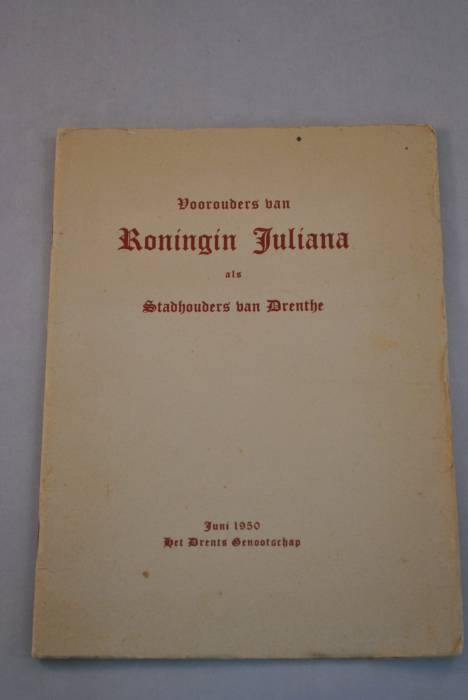 Voorouders van
Koningin Juliana
als
Stadhouders van Drenthe
Juni 1950
Het Drents Genootschap